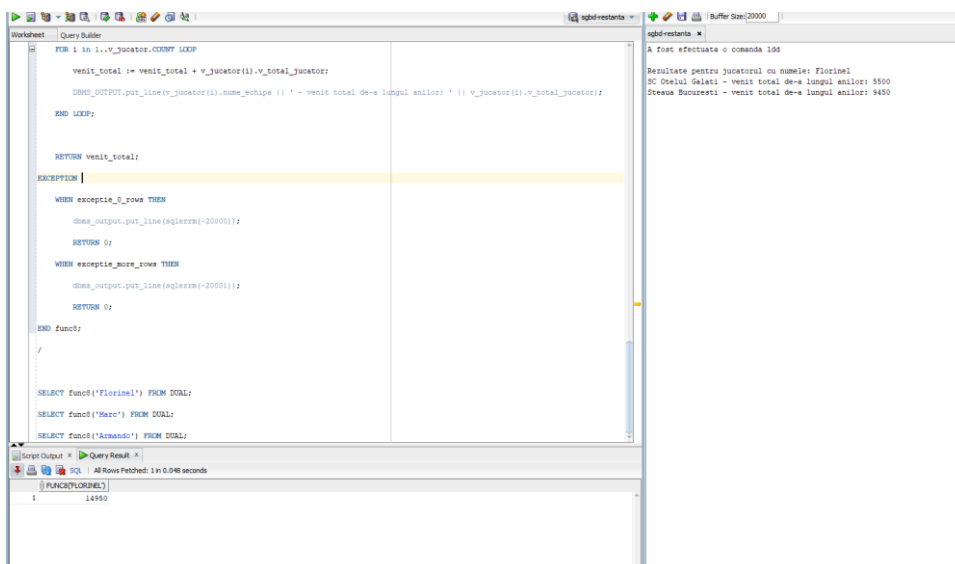 sgbd-restanta
Buffer Size: 20000
Worksheet Query Builder
sgbd-restanta
FOR i in 1..v_jucator.COUNT LOOP
venit_total := venit_total + v_jucator(i).v_total_jucator;
DBMS_OUTPUT.put_line(v_jucator(i).nume_echipa || ' - venit total de-a lungul anilor: ' || v_jucator(i).v_total_jucator);
END LOOP;
RETURN venit_total;
EXCEPTION
WHEN exceptie_0_rows THEN
dbms_output.put_line(sqlerrm(-20000));
RETURN 0;
WHEN exceptie_more_rows THEN
dbms_output.put_line(sqlerrm(-20001));
RETURN 0;
END func8;
/
SELECT func8('Florinel') FROM DUAL;
SELECT func8('Marc') FROM DUAL;
SELECT func8('Armando') FROM DUAL;
A fost efectuata o comanda ldd
Rezultate pentru jucatorul cu numele: Florinel
SC Otelul Galati - venit total de-a lungul anilor: 5500
Steaua Bucuresti - venit total de-a lungul anilor: 9450
Script Output Query Result
SQL | All Rows Fetched: 1 in 0.048 seconds
FUNC8('FLORINEL')
1 14950